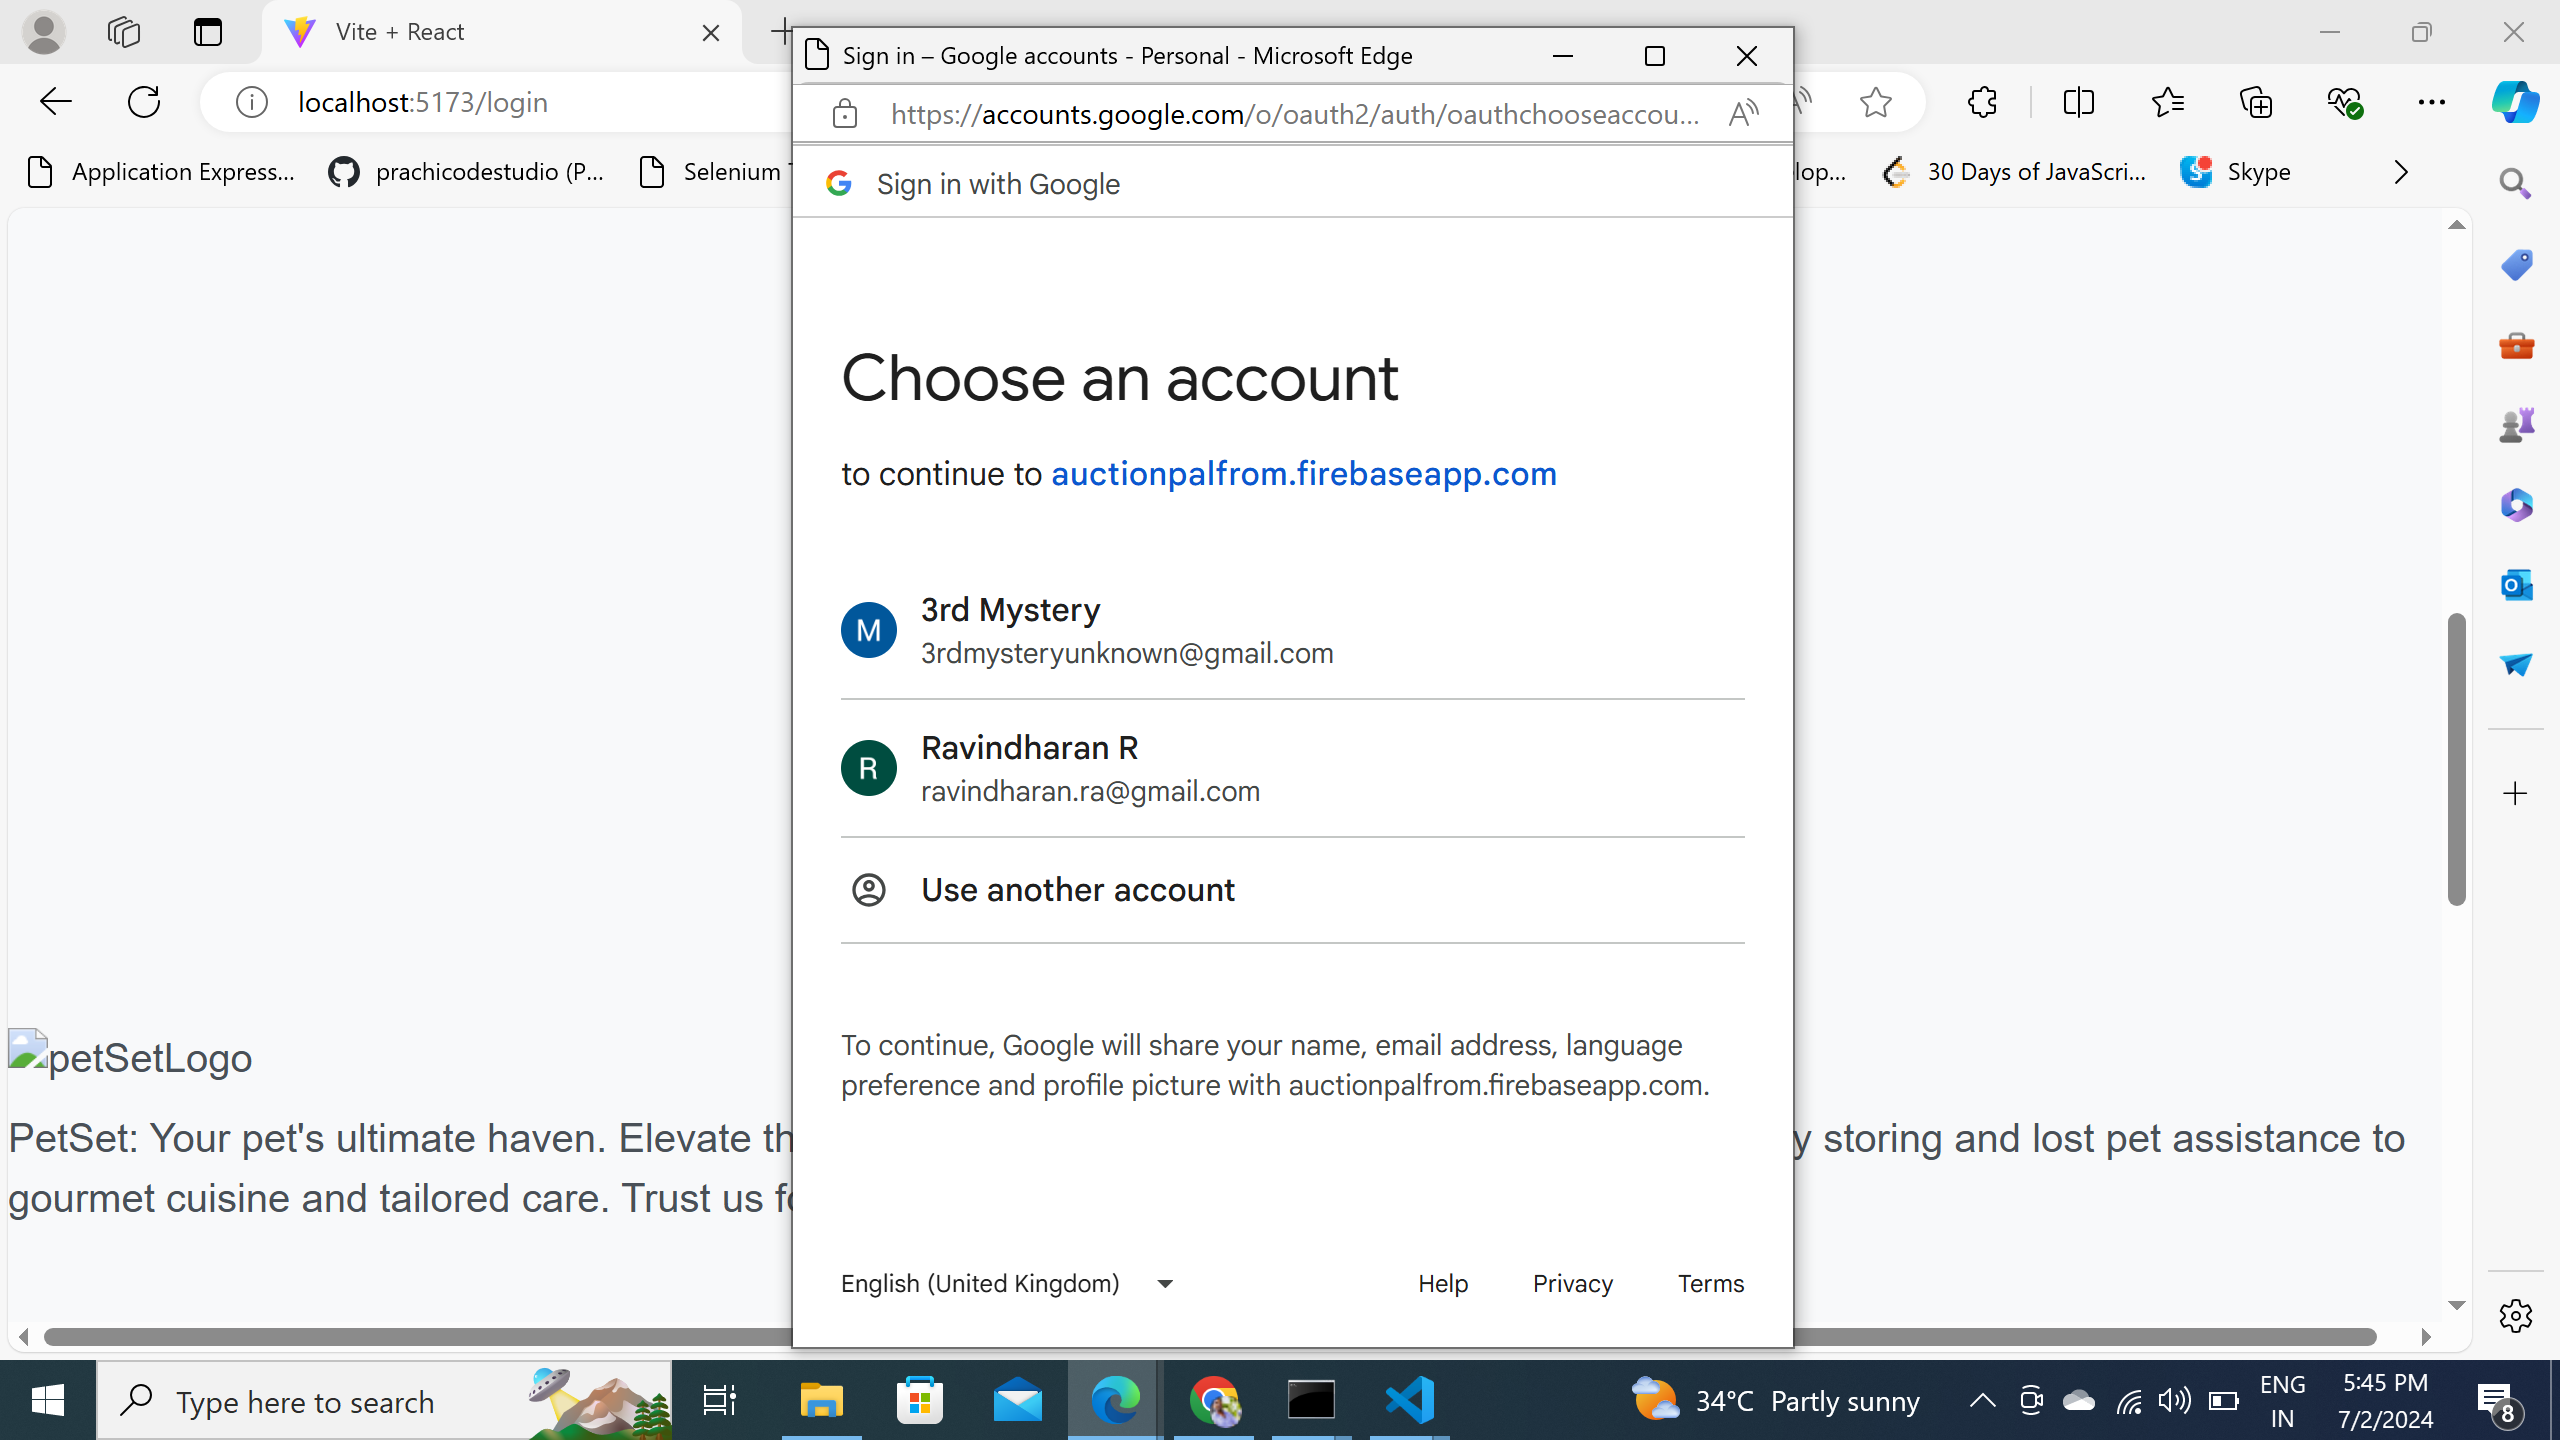 Vite + React
Sign in – Google accounts - Personal - Microsoft Edge
localhost:5173/login
https://accounts.google.com/o/oauth2/auth/oauthchooseaccou...
Application Express...
prachicodestudio (P...
Selenium
lop...
30 Days of JavaScri...
Skype
G Sign in with Google
Choose an account
to continue to auctionpalfrom.firebaseapp.com
M
3rd Mystery
3rdmysteryunknown@gmail.com
R
Ravindharan R
ravindharan.ra@gmail.com
Use another account
To continue, Google will share your name, email address, language
preference and profile picture with auctionpalfrom.firebaseapp.com.
petSetLogo
PetSet: Your pet's ultimate haven. Elevate th
y storing and lost pet assistance to
gourmet cuisine and tailored care. Trust us fo
English (United Kingdom)
Help
Privacy
Terms
Type here to search
34°C Partly sunny
ENG
IN
5:45 PM
7/2/2024
8